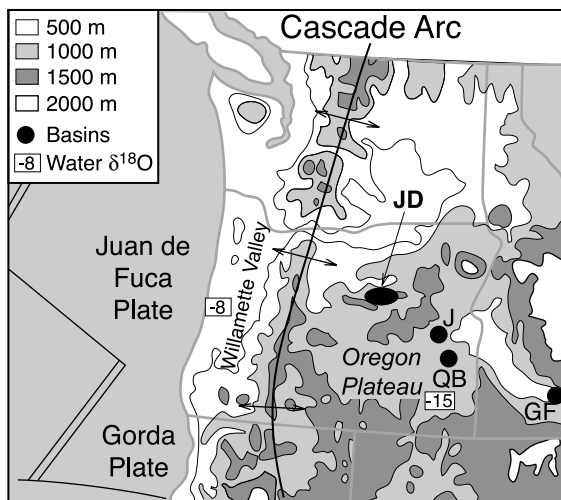 500 m
1000 m
1500 m
2000 m
Basins
-8 Water δ¹⁸O
Cascade Arc
JD
Juan de
Fuca
Plate
-8
Willamette Valley
J
Oregon
Plateau
QB
-15
GF
Gorda
Plate